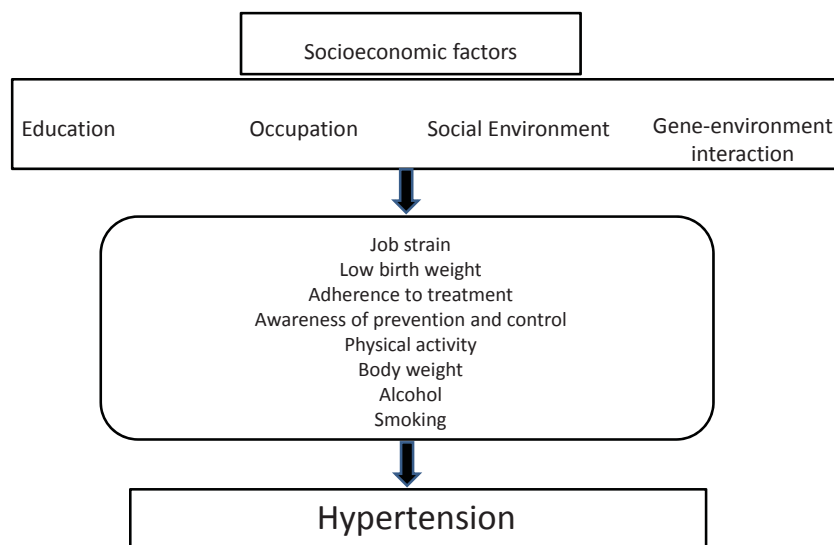 Socioeconomic factors
Education Occupation Social Environment Gene-environment
interaction
Job strain
Low birth weight
Adherence to treatment
Awareness of prevention and control
Physical activity
Body weight
Alcohol
Smoking
Hypertension